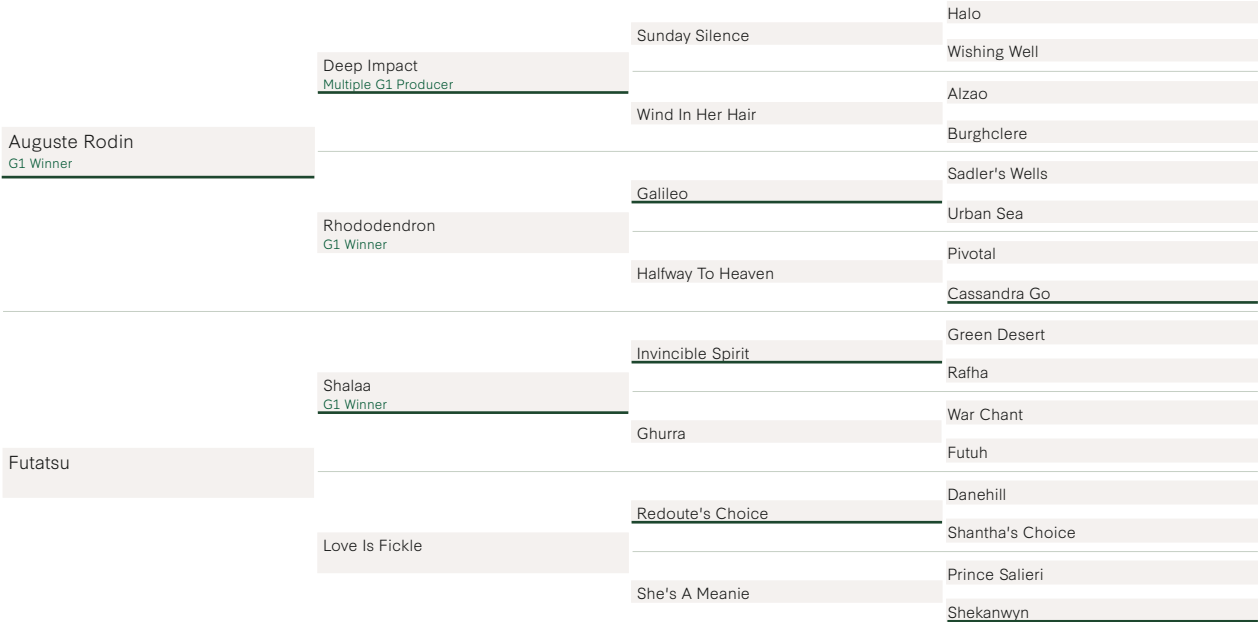 Auguste Rodin
G1 Winner
Futatsu
Deep Impact
Multiple G1 Producer
Rhododendron
G1 Winner
Shalaa
G1 Winner
Love Is Fickle
Sunday Silence
Wind In Her Hair
Galileo
Halfway To Heaven
Invincible Spirit
Ghurra
Redoute's Choice
She's A Meanie
Halo
Wishing Well
Alzao
Burghclere
Sadler's Wells
Urban Sea
Pivotal
Cassandra Go
Green Desert
Rafha
War Chant
Futuh
Danehill
Shantha's Choice
Prince Salieri
Shekanwyn